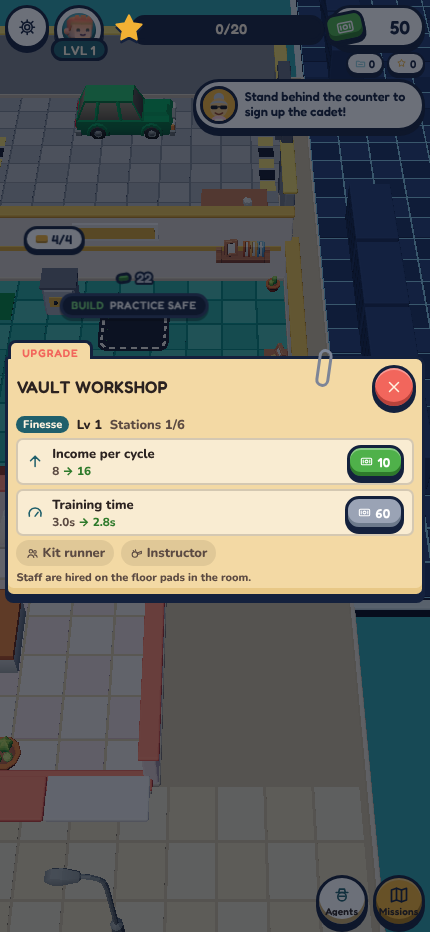 LVL 1
0/20
50
0
0
Stand behind the counter to
sign up the cadet!
4/4
22
BUILD PRACTICE SAFE
UPGRADE
VAULT WORKSHOP
Finesse Lv 1 Stations 1/6
Income per cycle
8 → 16
10
Training time
3.0s → 2.8s
60
Kit runner
Instructor
Staff are hired on the floor pads in the room.
Agents
Missions